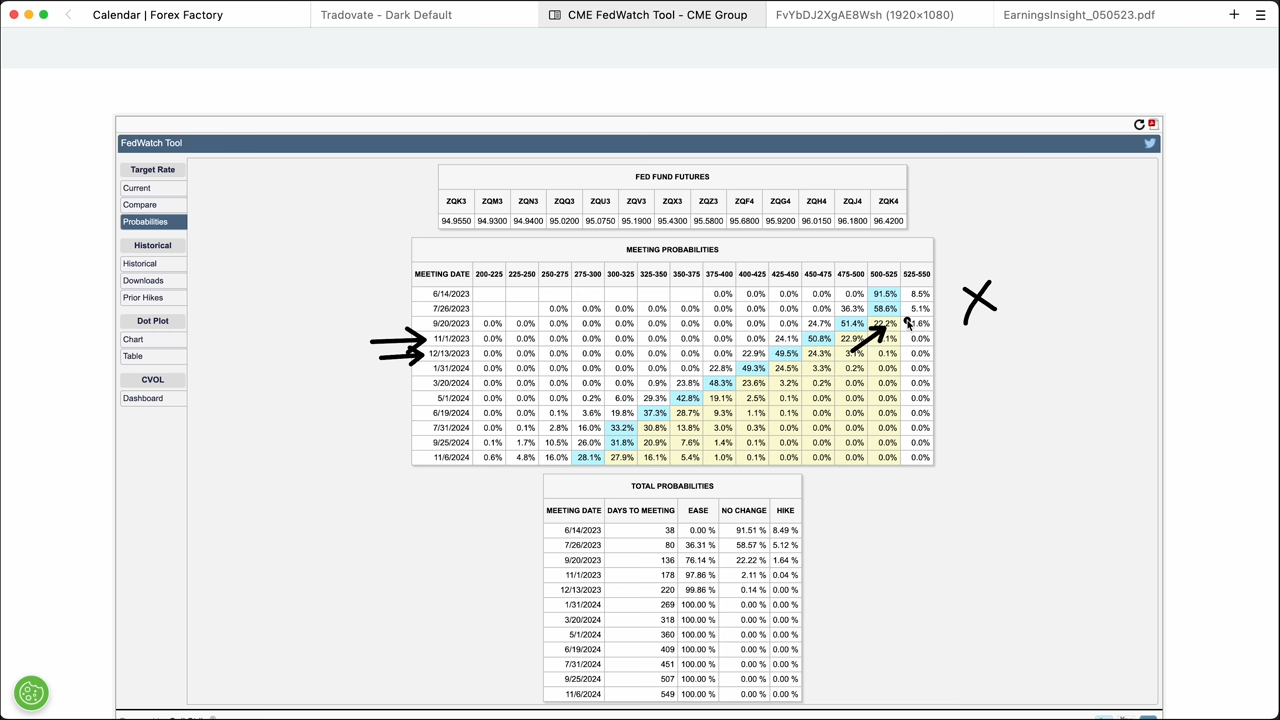 Calendar | Forex Factory Tradovate - Dark Default CME FedWatch Tool - CME Group FvYbDJ2XgAE8Wsh (1920×1080) EarningsInsight_050523.pdf
FedWatch Tool
Target Rate
Current
Compare
Probabilities
Historical
Historical
Downloads
Prior Hikes
Dot Plot
Chart
Table
CVOL
Dashboard
FED FUND FUTURES
ZQK3 ZQM3 ZQN3 ZQQ3 ZQU3 ZQV3 ZQX3 ZQZ3 ZQF4 ZQG4 ZQH4 ZQJ4 ZQK4
94.9550 94.9300 94.9400 95.0200 95.0750 95.1900 95.4300 95.5800 95.6800 95.9200 96.0150 96.1800 96.4200
MEETING PROBABILITIES
MEETING DATE 200-225 225-250 250-275 275-300 300-325 325-350 350-375 375-400 400-425 425-450 450-475 475-500 500-525 525-550
6/14/2023 0.0% 0.0% 0.0% 0.0% 0.0% 91.5% 8.5%
7/26/2023 0.0% 0.0% 0.0% 0.0% 0.0% 0.0% 0.0% 0.0% 0.0% 36.3% 58.6% 5.1%
9/20/2023 0.0% 0.0% 0.0% 0.0% 0.0% 0.0% 0.0% 0.0% 0.0% 0.0% 24.7% 51.4% 22.2% 1.6%
11/1/2023 0.0% 0.0% 0.0% 0.0% 0.0% 0.0% 0.0% 0.0% 0.0% 24.1% 50.8% 22.9% 0.0%
12/13/2023 0.0% 0.0% 0.0% 0.0% 0.0% 0.0% 0.0% 0.0% 22.9% 49.5% 24.3% 0.1% 0.0%
1/31/2024 0.0% 0.0% 0.0% 0.0% 0.0% 0.0% 0.0% 22.8% 49.3% 24.5% 3.3% 0.2% 0.0% 0.0%
3/20/2024 0.0% 0.0% 0.0% 0.0% 0.0% 0.9% 23.8% 48.3% 23.6% 3.2% 0.2% 0.0% 0.0% 0.0%
5/1/2024 0.0% 0.0% 0.0% 0.2% 6.0% 29.3% 42.8% 19.1% 2.5% 0.1% 0.0% 0.0% 0.0% 0.0%
6/19/2024 0.0% 0.0% 0.1% 3.6% 19.8% 37.3% 28.7% 9.3% 1.1% 0.1% 0.0% 0.0% 0.0% 0.0%
7/31/2024 0.0% 0.1% 2.8% 16.0% 33.2% 30.8% 13.8% 3.0% 0.3% 0.0% 0.0% 0.0% 0.0% 0.0%
9/25/2024 0.1% 1.7% 10.5% 26.0% 31.8% 20.9% 7.6% 1.4% 0.1% 0.0% 0.0% 0.0% 0.0% 0.0%
11/6/2024 0.6% 4.8% 16.0% 28.1% 27.9% 16.1% 5.4% 1.0% 0.1% 0.0% 0.0% 0.0% 0.0% 0.0%
TOTAL PROBABILITIES
MEETING DATE DAYS TO MEETING EASE NO CHANGE HIKE
6/14/2023 38 0.00 % 91.51 % 8.49 %
7/26/2023 80 36.31 % 58.57 % 5.12 %
9/20/2023 136 76.14 % 22.22 % 1.64 %
11/1/2023 178 97.86 % 2.11 % 0.04 %
12/13/2023 220 99.86 % 0.14 % 0.00 %
1/31/2024 269 100.00 % 0.00 % 0.00 %
3/20/2024 318 100.00 % 0.00 % 0.00 %
5/1/2024 360 100.00 % 0.00 % 0.00 %
6/19/2024 409 100.00 % 0.00 % 0.00 %
7/31/2024 451 100.00 % 0.00 % 0.00 %
9/25/2024 507 100.00 % 0.00 % 0.00 %
11/6/2024 549 100.00 % 0.00 % 0.00 %